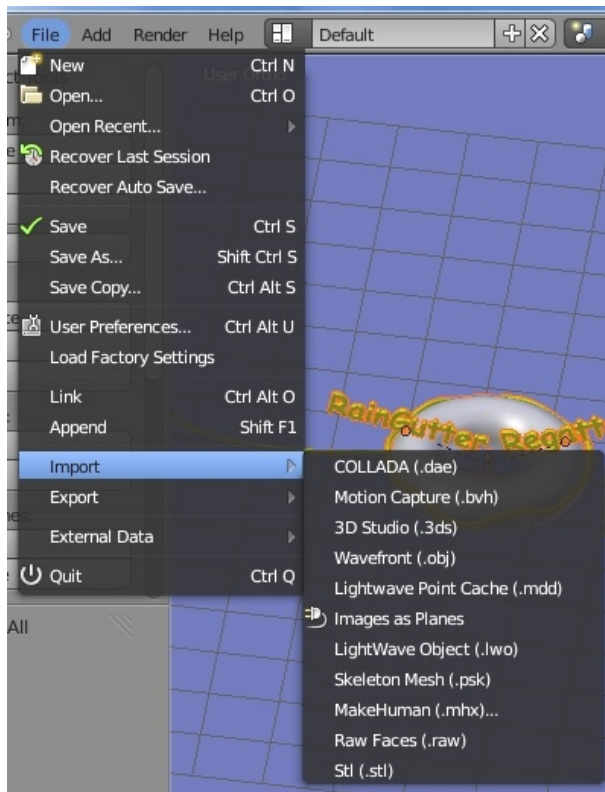 File Add Render Help Default
User Ortho
New Ctrl N
Open... Ctrl O
Open Recent...
Recover Last Session
Recover Auto Save...
Save Ctrl S
Save As... Shift Ctrl S
Save Copy... Ctrl Alt S
User Preferences... Ctrl Alt U
Load Factory Settings
Link Ctrl Alt O
Append Shift F1
RainGutter Regatt
Import
Export
External Data
Quit Ctrl Q
All
COLLADA (.dae)
Motion Capture (.bvh)
3D Studio (.3ds)
Wavefront (.obj)
Lightwave Point Cache (.mdd)
Images as Planes
LightWave Object (.lwo)
Skeleton Mesh (.psk)
MakeHuman (.mhx)...
Raw Faces (.raw)
Stl (.stl)